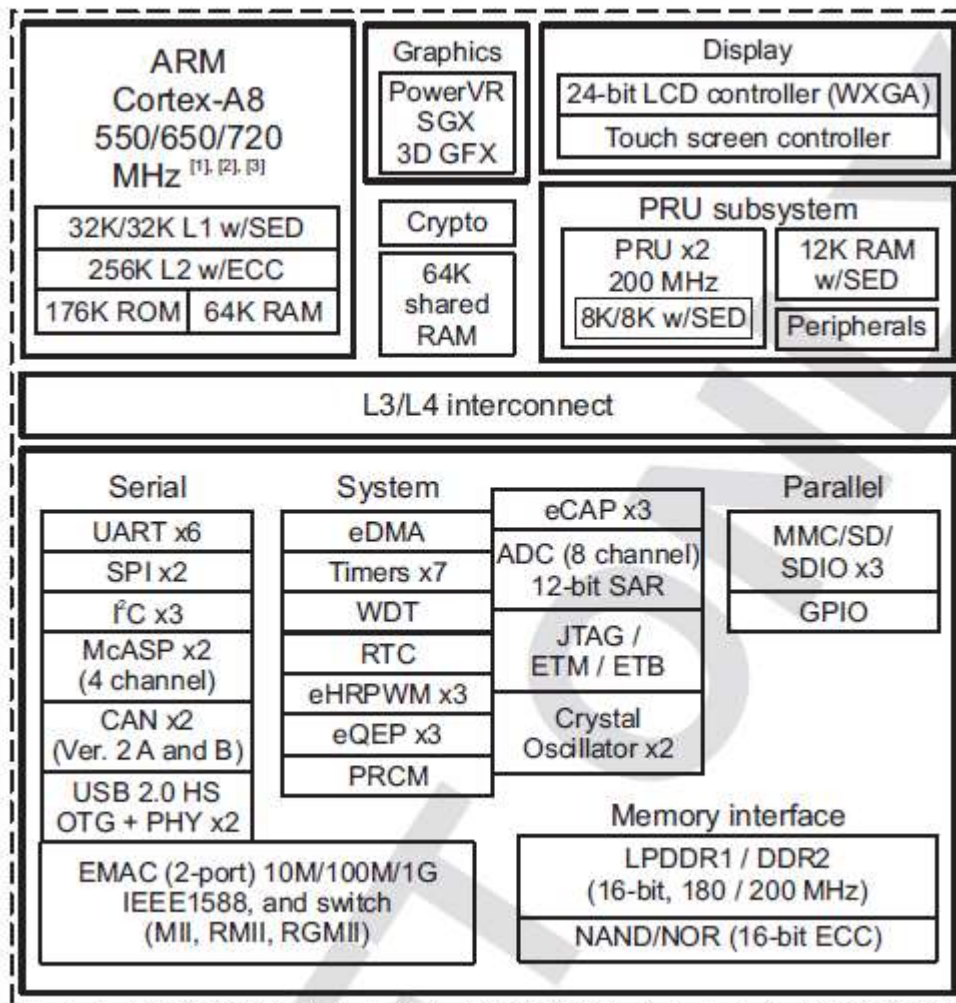 ARM
Cortex-A8
550/650/720
MHz [1], [2], [3]
32K/32K L1 w/SED
256K L2 w/ECC
176K ROM
64K RAM
Graphics
PowerVR
SGX
3D GFX
Crypto
64K
shared
RAM
Display
24-bit LCD controller (WXGA)
Touch screen controller
PRU subsystem
PRU x2
200 MHz
8K/8K w/SED
12K RAM
w/SED
Peripherals
L3/L4 interconnect
Serial
UART x6
SPI x2
I²C x3
McASP x2
(4 channel)
CAN x2
(Ver. 2 A and B)
USB 2.0 HS
OTG + PHY x2
EMAC (2-port) 10M/100M/1G
IEEE1588, and switch
(MII, RMII, RGMII)
System
eDMA
Timers x7
WDT
RTC
eHRPWM x3
eQEP x3
PRCM
eCAP x3
ADC (8 channel)
12-bit SAR
JTAG /
ETM / ETB
Crystal
Oscillator x2
Parallel
MMC/SD/
SDIO x3
GPIO
Memory interface
LPDDR1 / DDR2
(16-bit, 180 / 200 MHz)
NAND/NOR (16-bit ECC)